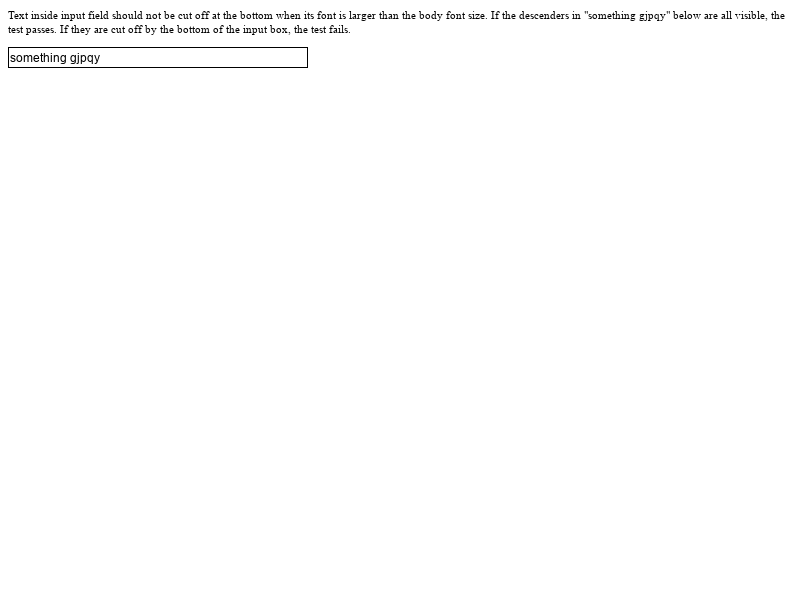 Text inside input field should not be cut off at the bottom when its font is larger than the body font size. If the descenders in "something gjpqy" below are all visible, the
test passes. If they are cut off by the bottom of the input box, the test fails.
something gjpqy